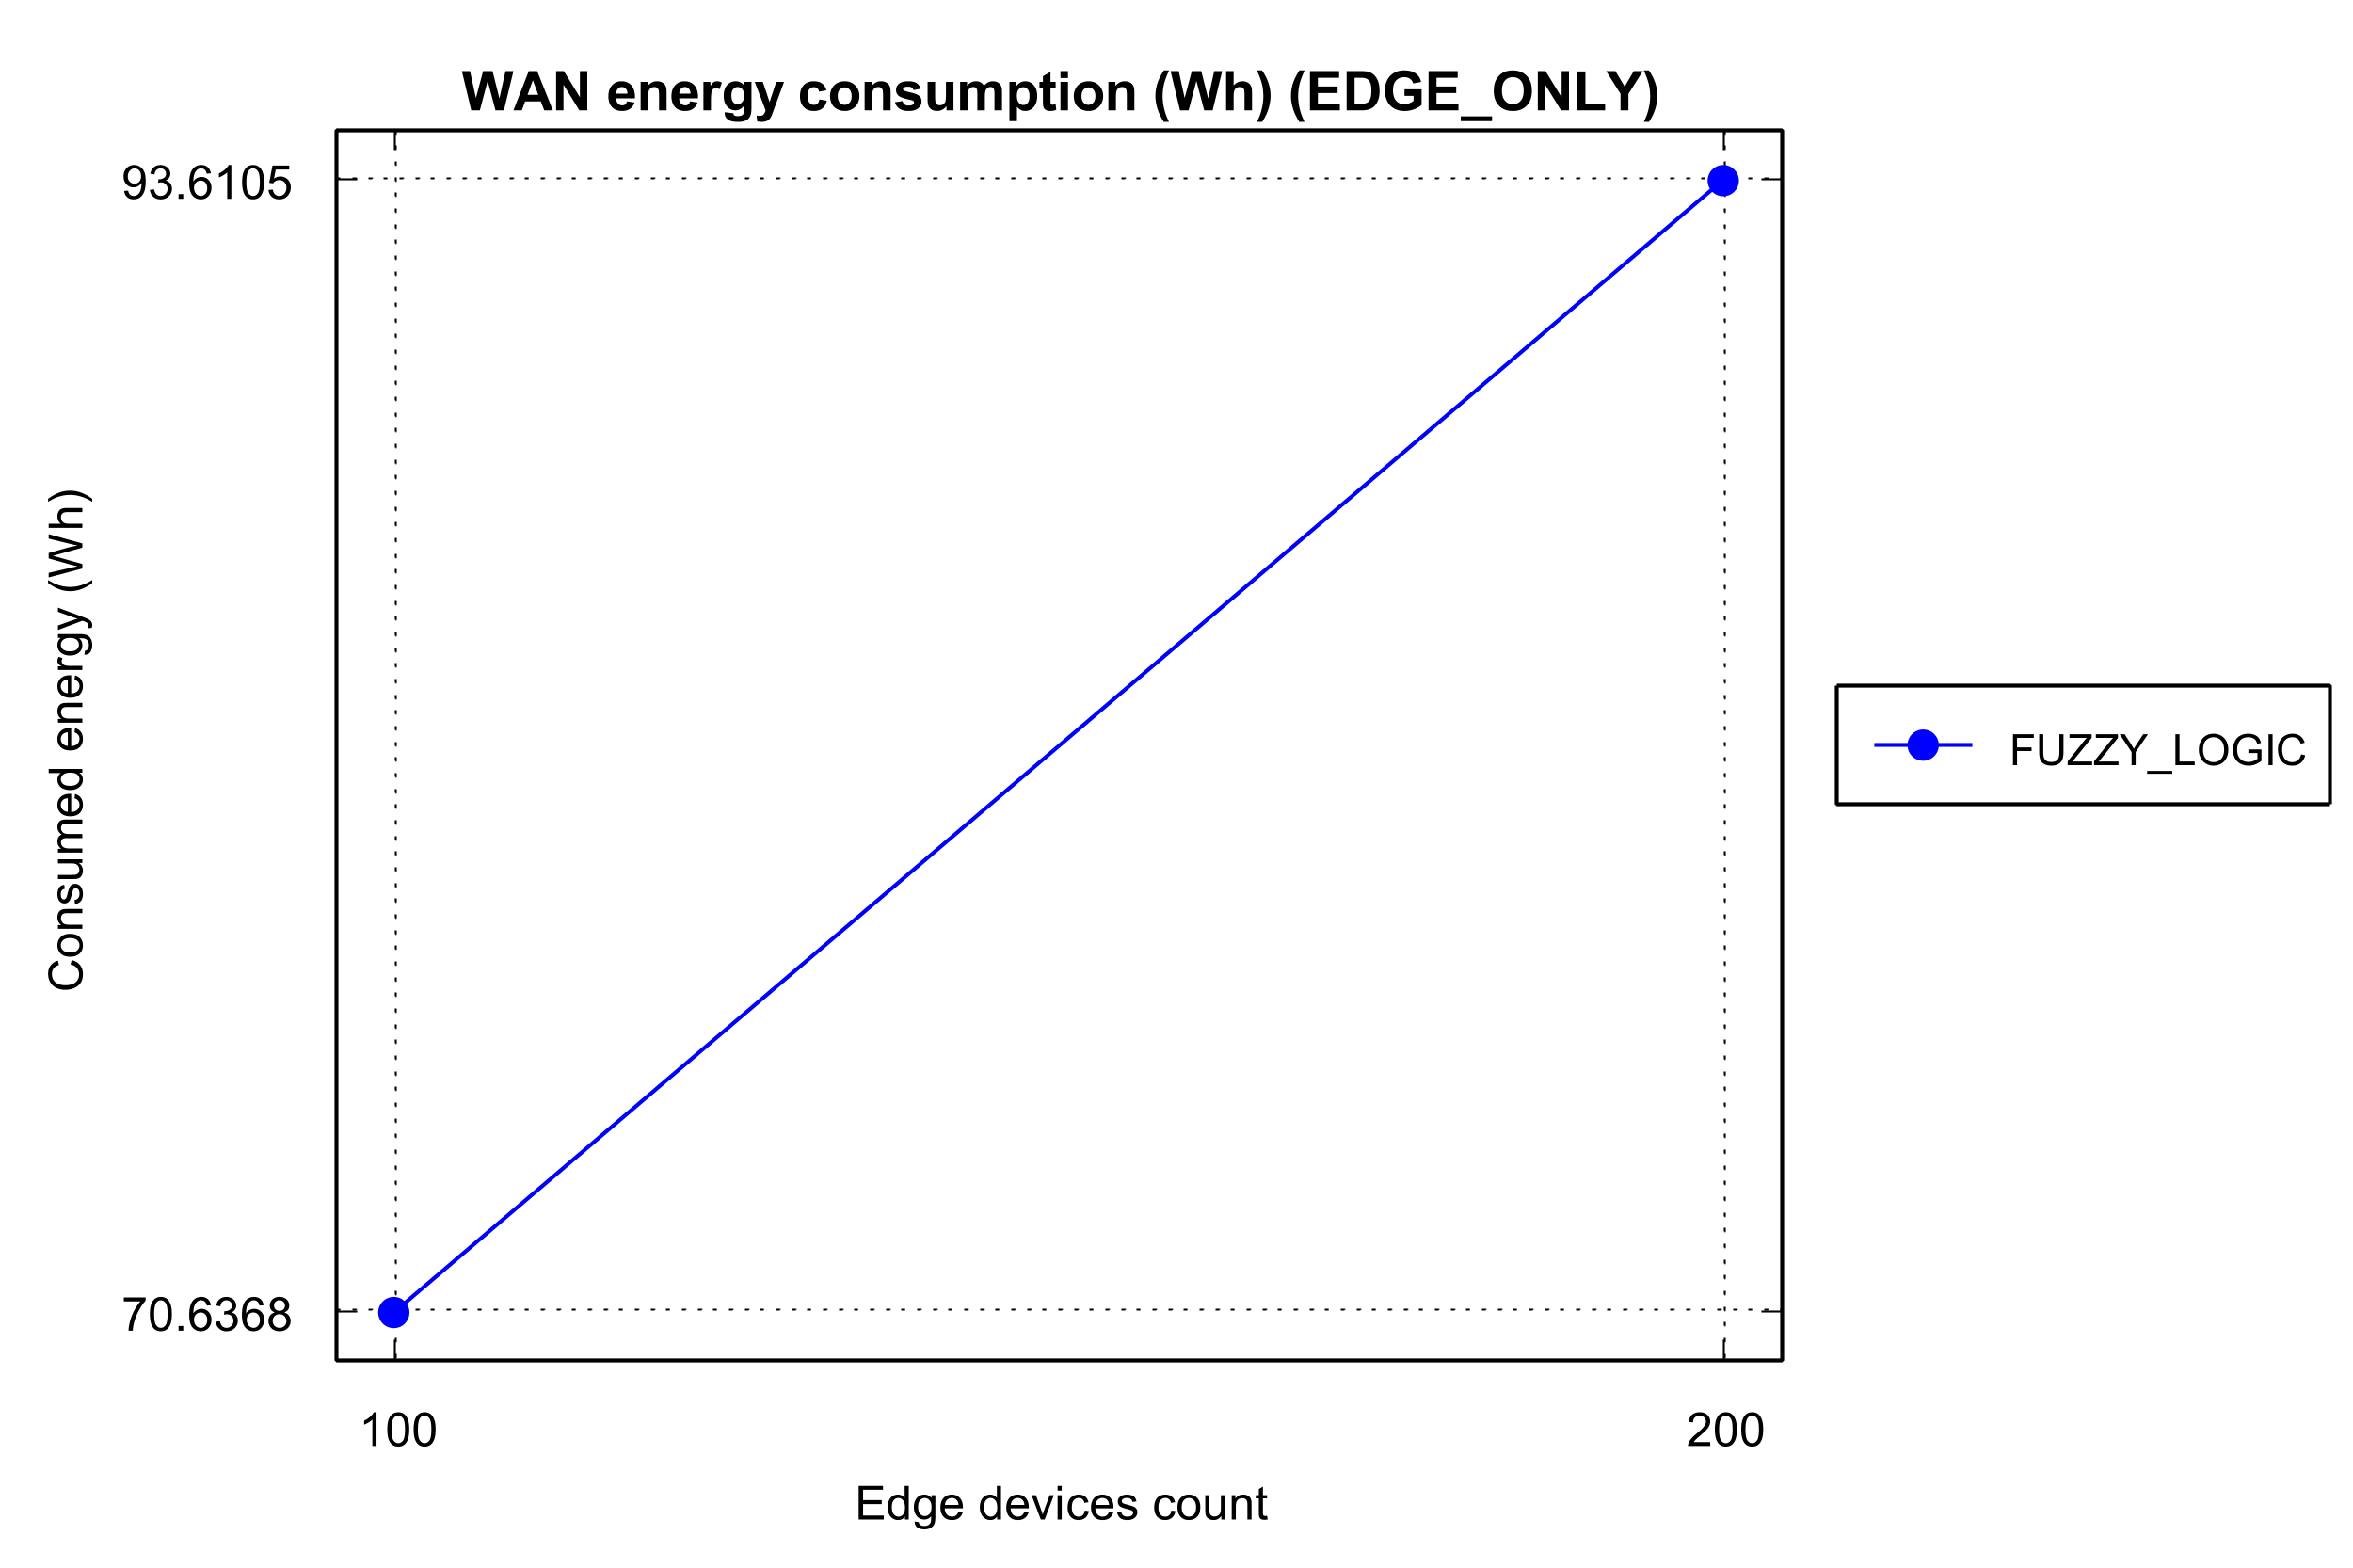 WAN energy consumption (Wh) (EDGE_ONLY)
93.6105
Consumed energy (Wh)
FUZZY_LOGIC
70.6368
100
200
Edge devices count